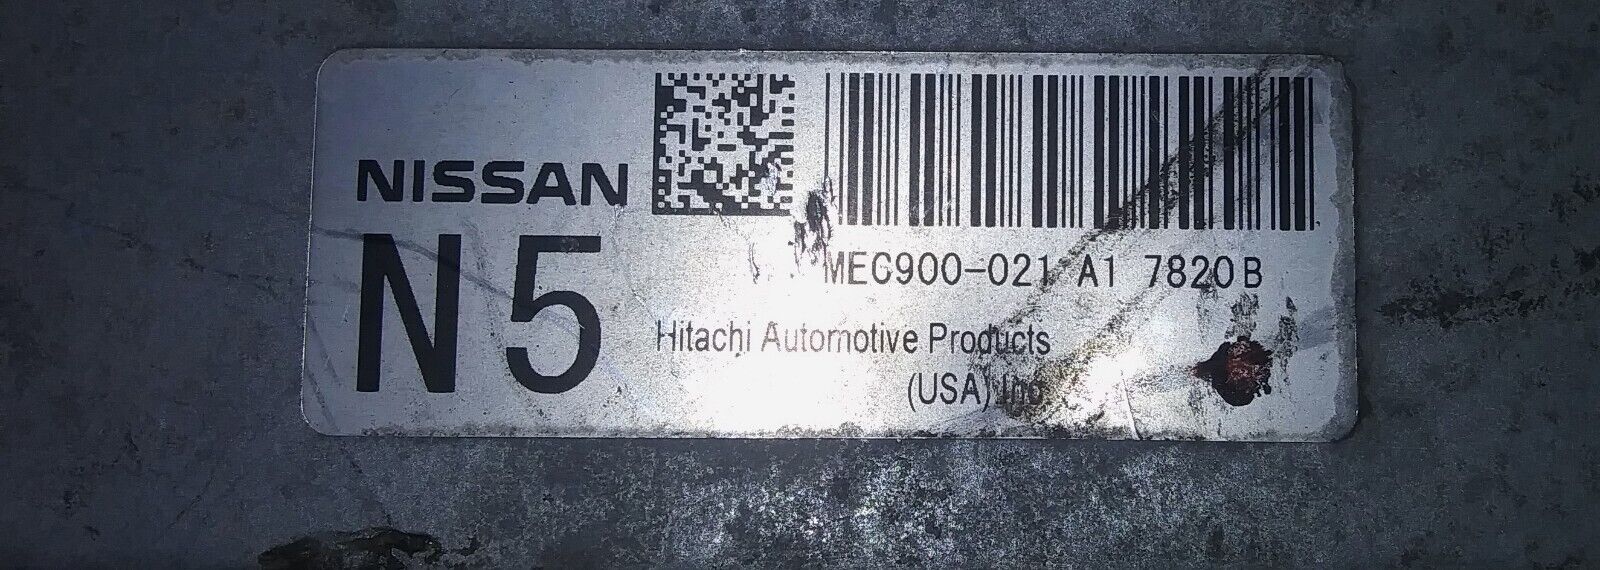 NISSAN
N5
MEC900-021 A1 7820B
Hitachi Automotive Products
(USA) Inc